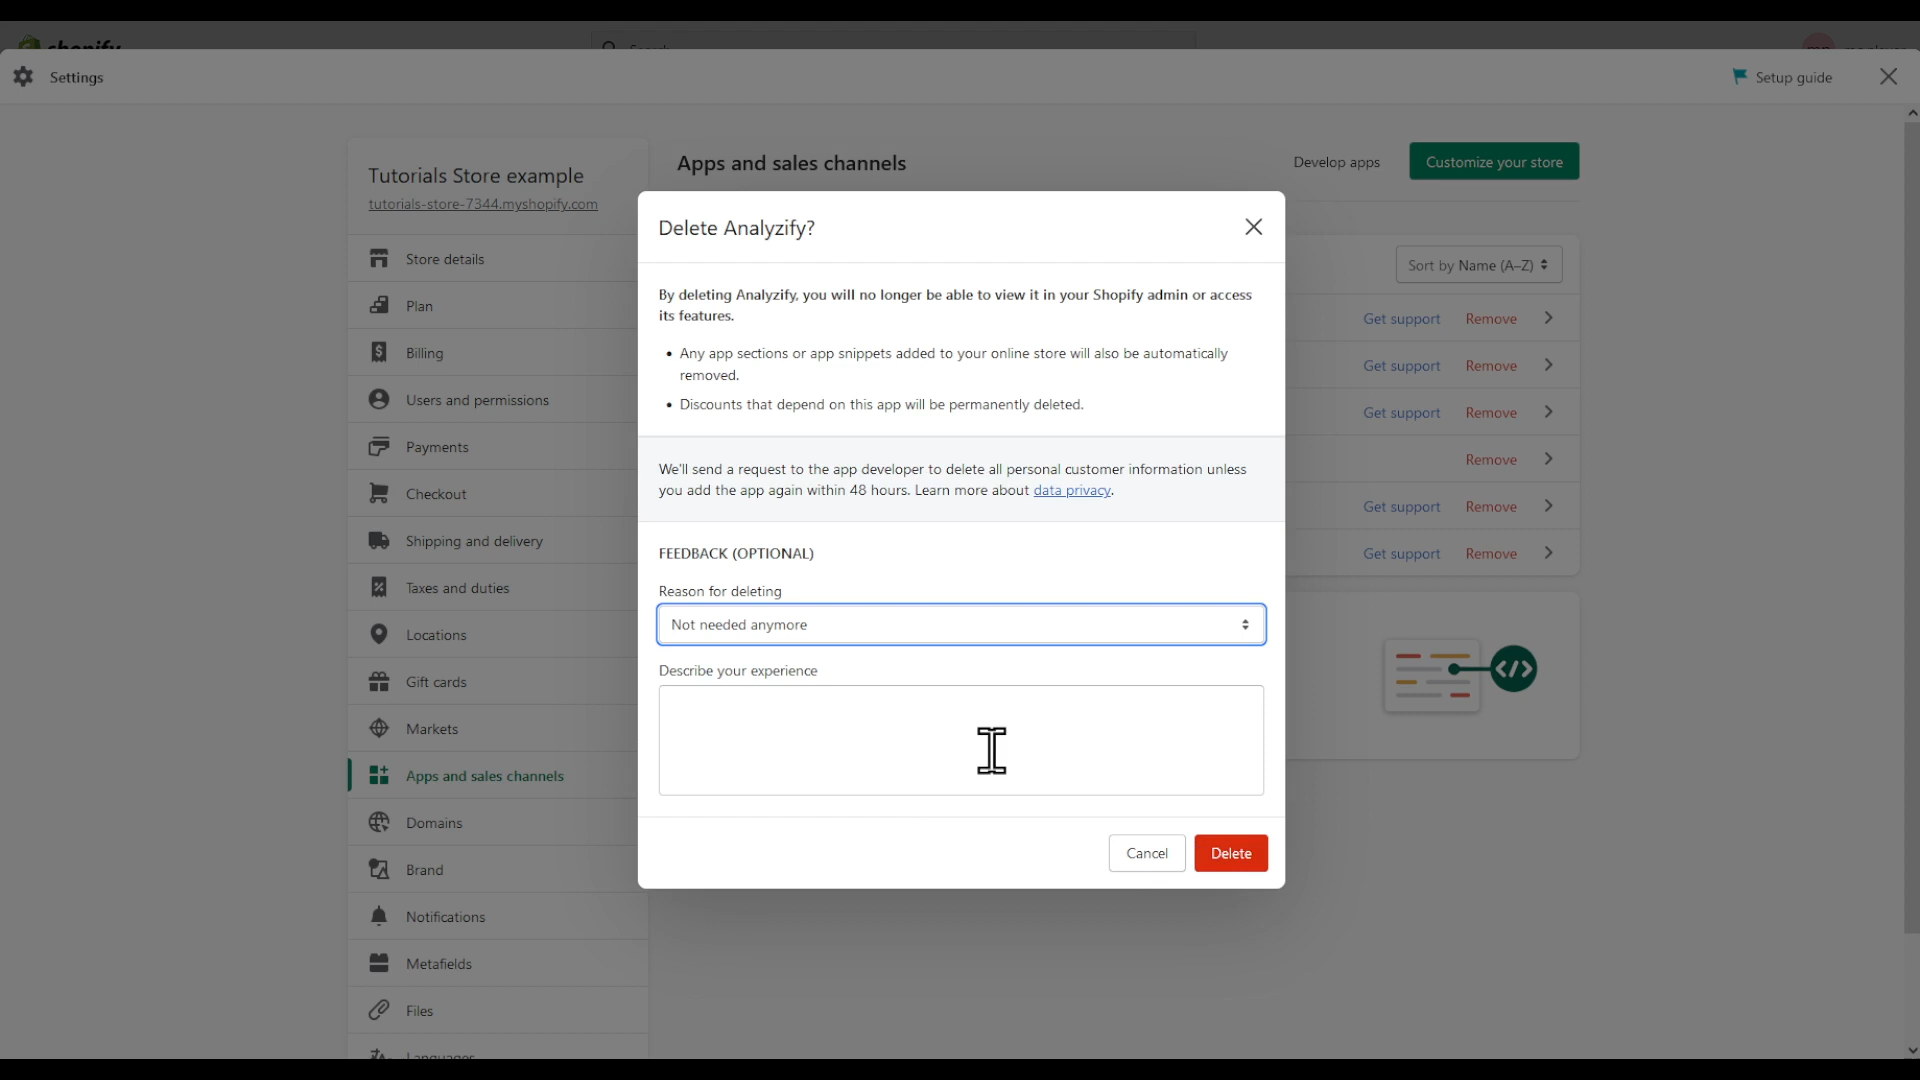 Settings
Setup guide
Tutorials Store example
tutorials-store-7344.myshopify.com
Store details
Plan
Billing
Users and permissions
Payments
Checkout
Shipping and delivery
Taxes and duties
Locations
Gift cards
Markets
Apps and sales channels
Domains
Brand
Notifications
Metafields
Files
Languages
Apps and sales channels
Develop apps
Customize your store
Sort by Name (A–Z)
Get support Remove
Get support Remove
Get support Remove
Remove
Get support Remove
Get support Remove
Delete Analyzify?
By deleting Analyzify, you will no longer be able to view it in your Shopify admin or access
its features.
• Any app sections or app snippets added to your online store will also be automatically
removed.
• Discounts that depend on this app will be permanently deleted.
We'll send a request to the app developer to delete all personal customer information unless
you add the app again within 48 hours. Learn more about data privacy.
FEEDBACK (OPTIONAL)
Reason for deleting
Not needed anymore
Describe your experience
Cancel
Delete